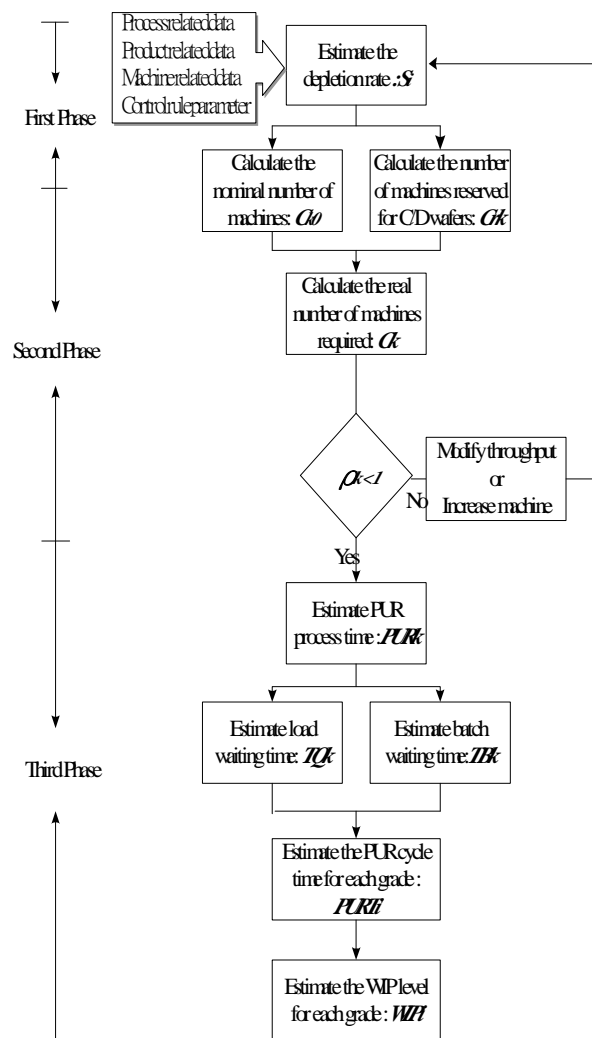 Process related data
Product related data
Machine related data
Control rule parameter
Estimate the
depletion rate .:Si
First Phase
Calculate the
nominal number of
machines: Ck0
Calculate the number
of machines reserved
for C/D wafers: Crk
Calculate the real
number of machines
required: Ck
Second Phase
ρk<1
No
Modify throughput
or
Increase machine
Yes
Estimate PUR
process time : PURk
Estimate load
waiting time: TQk
Estimate batch
waiting time: TBk
Third Phase
Estimate the PUR cycle
time for each grade :
PURTi
Estimate the WIP level
for each grade : WIPi